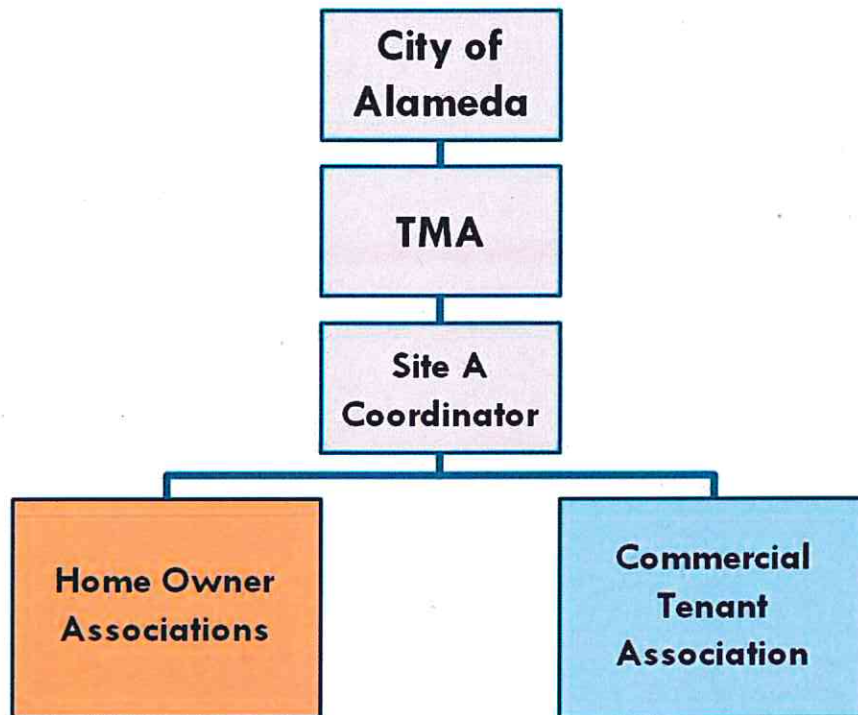 City of
Alameda
TMA
Site A
Coordinator
Home Owner
Associations
Commercial
Tenant
Association